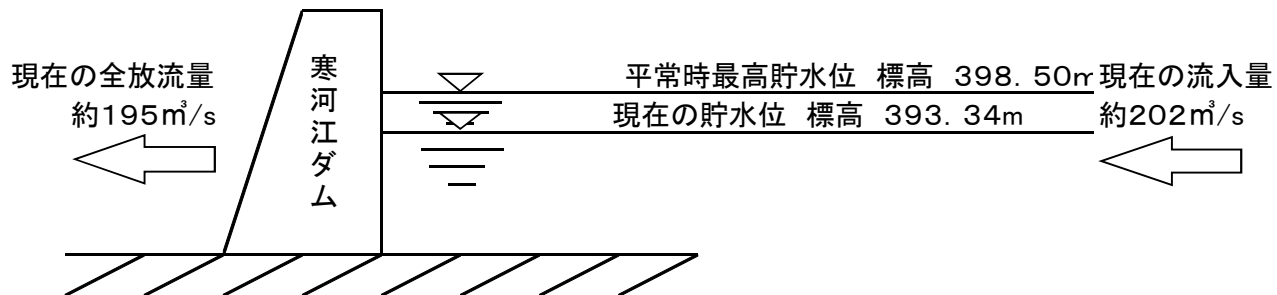 現在の全放流量
約195㎥/s
寒河江ダム
平常時最高貯水位 標高 398．50m
現在の貯水位 標高 393．34m
現在の流入量
約202㎥/s